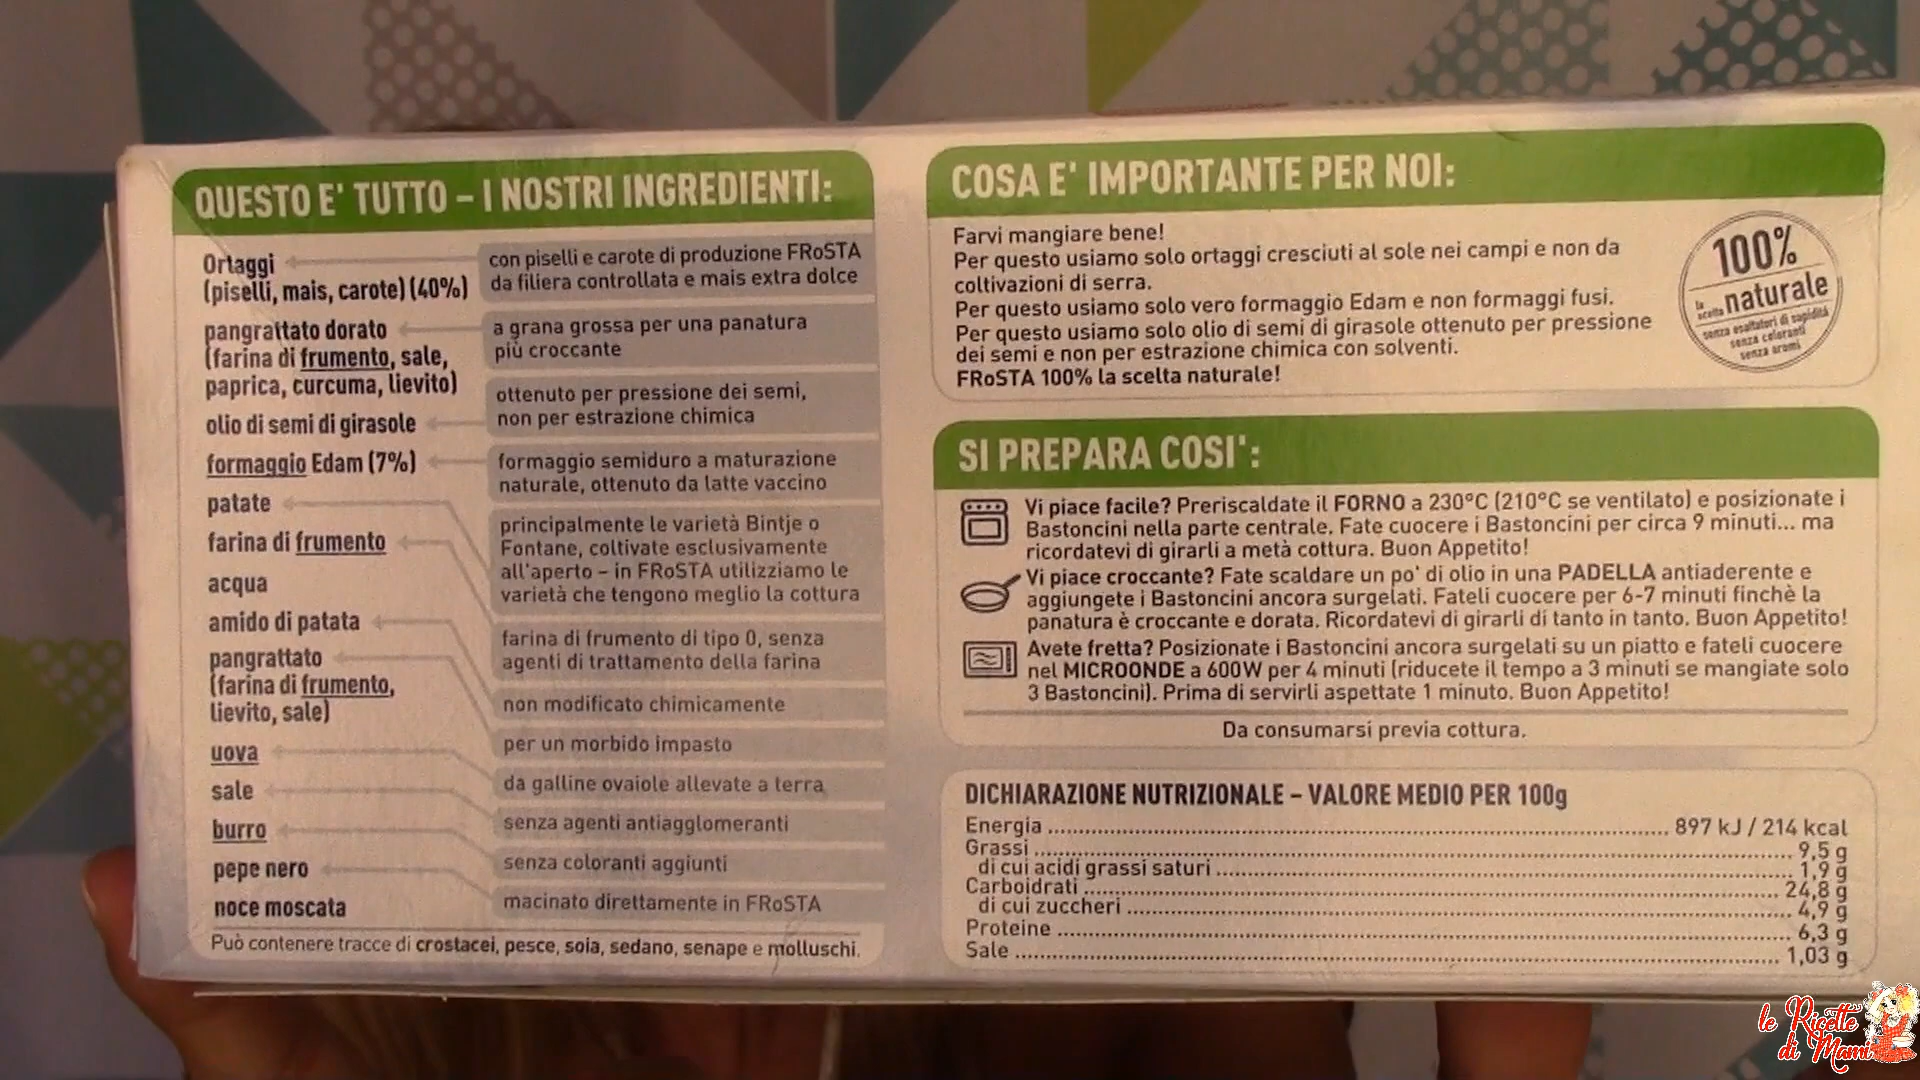 QUESTO E' TUTTO – I NOSTRI INGREDIENTI:
Ortaggi
(piselli, mais, carote) (40%)
con piselli e carote di produzione FRoSTA
da filiera controllata e mais extra dolce
pangrattato dorato
(farina di frumento, sale,
paprica, curcuma, lievito)
a grana grossa per una panatura
più croccante
olio di semi di girasole
ottenuto per pressione dei semi,
non per estrazione chimica
formaggio Edam (7%)
formaggio semiduro a maturazione
naturale, ottenuto da latte vaccino
patate
principalmente le varietà Bintje o
Fontane, coltivate esclusivamente
all'aperto – in FRoSTA utilizziamo le
varietà che tengono meglio la cottura
farina di frumento
farina di frumento di tipo 0, senza
agenti di trattamento della farina
acqua
amido di patata
non modificato chimicamente
pangrattato
(farina di frumento,
lievito, sale)
per un morbido impasto
uova
da galline ovaiole allevate a terra
sale
senza agenti antiagglomeranti
burro
senza coloranti aggiunti
pepe nero
macinato direttamente in FRoSTA
noce moscata
Può contenere tracce di crostacei, pesce, soia, sedano, senape e molluschi.
COSA E' IMPORTANTE PER NOI:
Farvi mangiare bene!
Per questo usiamo solo ortaggi cresciuti al sole nei campi e non da
coltivazioni di serra.
Per questo usiamo solo vero formaggio Edam e non formaggi fusi.
Per questo usiamo solo olio di semi di girasole ottenuto per pressione
dei semi e non per estrazione chimica con solventi.
FRoSTA 100% la scelta naturale!
100%
la scelta naturale
senza esaltatori di sapidità
senza coloranti
senza aromi
SI PREPARA COSI':
Vi piace facile? Preriscaldate il FORNO a 230°C (210°C se ventilato) e posizionate i
Bastoncini nella parte centrale. Fate cuocere i Bastoncini per circa 9 minuti... ma
ricordatevi di girarli a metà cottura. Buon Appetito!
Vi piace croccante? Fate scaldare un po' di olio in una PADELLA antiaderente e
aggiungete i Bastoncini ancora surgelati. Fateli cuocere per 6-7 minuti finchè la
panatura è croccante e dorata. Ricordatevi di girarli di tanto in tanto. Buon Appetito!
Avete fretta? Posizionate i Bastoncini ancora surgelati su un piatto e fateli cuocere
nel MICROONDE a 600W per 4 minuti (riducete il tempo a 3 minuti se mangiate solo
3 Bastoncini). Prima di servirli aspettate 1 minuto. Buon Appetito!
Da consumarsi previa cottura.
DICHIARAZIONE NUTRIZIONALE – VALORE MEDIO PER 100g
Energia 897 kJ / 214 kcal
Grassi 9,5 g
di cui acidi grassi saturi 1,9 g
Carboidrati 24,8 g
di cui zuccheri 4,9 g
Proteine 6,3 g
Sale 1,03 g
le Ricette
di Mami